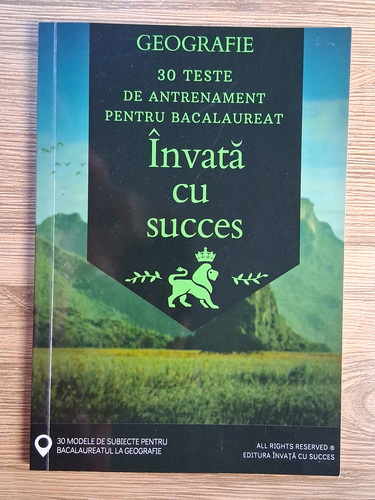 GEOGRAFIE
30 TESTE
DE ANTRENAMENT
PENTRU BACALAUREAT
Învată
cu
succes
30 MODELE DE SUBIECTE PENTRU
BACALAUREATUL LA GEOGRAFIE
ALL RIGHTS RESERVED ®
EDITURA ÎNVAȚĂ CU SUCCES